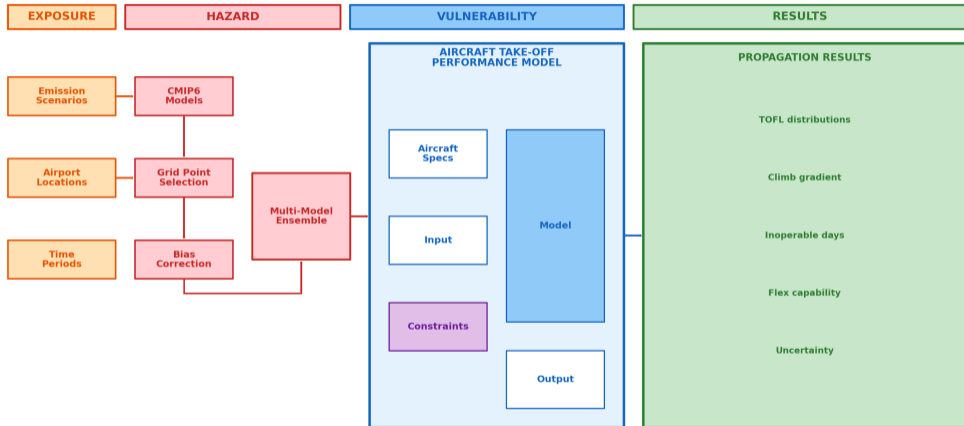 EXPOSURE
HAZARD
VULNERABILITY
RESULTS
Emission
Scenarios
Airport
Locations
Time
Periods
CMIP6
Models
Grid Point
Selection
Bias
Correction
Multi-Model
Ensemble
AIRCRAFT TAKE-OFF
PERFORMANCE MODEL
Aircraft
Specs
Input
Constraints
Model
Output
PROPAGATION RESULTS
TOFL distributions
Climb gradient
Inoperable days
Flex capability
Uncertainty